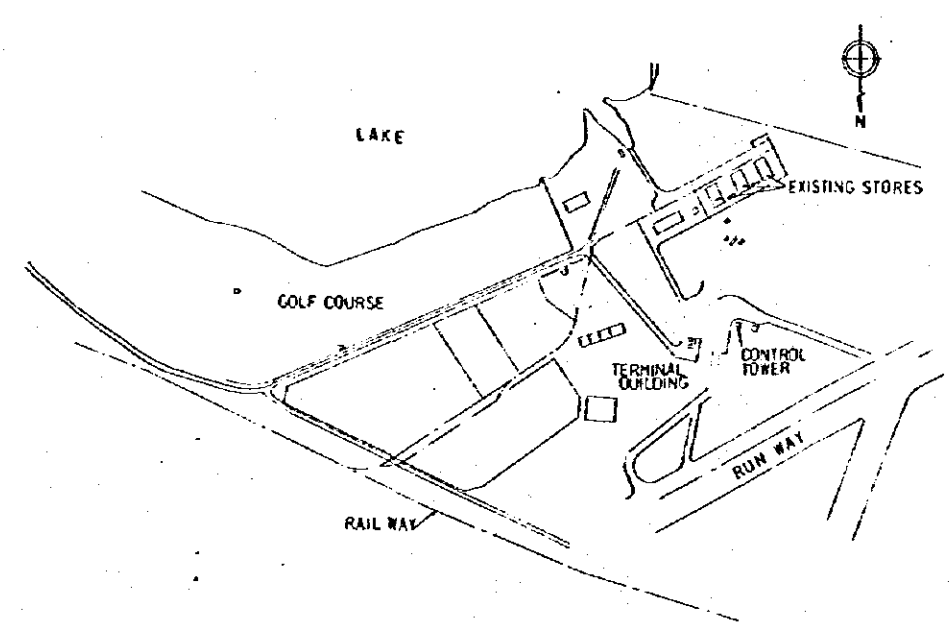 LAKE
N
EXISTING STORES
GOLF COURSE
TERMINAL
BUILDING
CONTROL
TOWER
RUN WAY
RAIL WAY